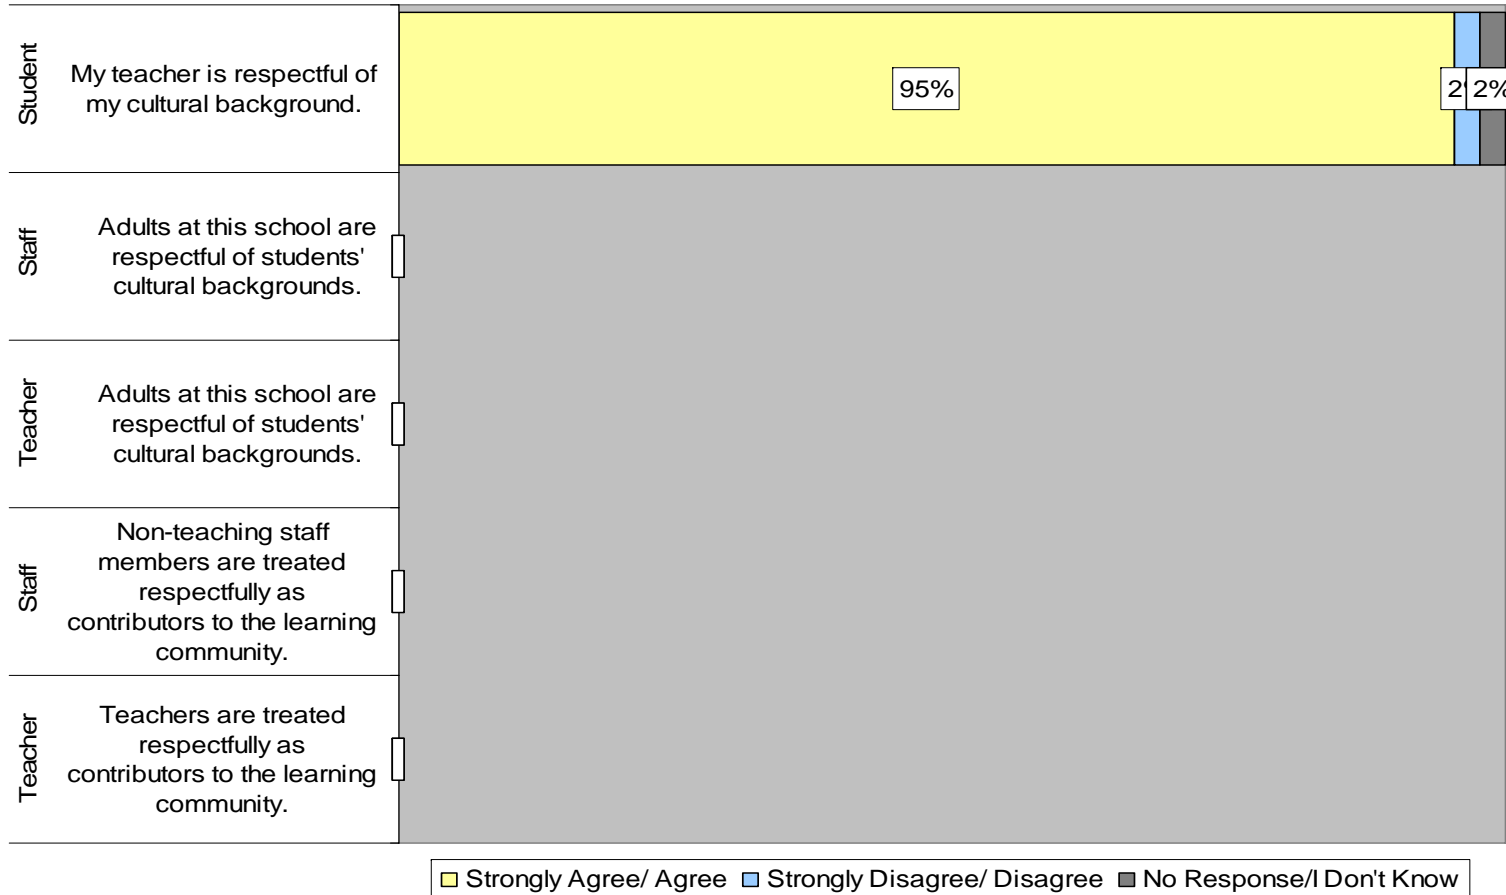 Student
My teacher is respectful of
my cultural background.
95%
2%
Staff
Adults at this school are
respectful of students'
cultural backgrounds.
Teacher
Adults at this school are
respectful of students'
cultural backgrounds.
Staff
Non-teaching staff
members are treated
respectfully as
contributors to the learning
community.
Teacher
Teachers are treated
respectfully as
contributors to the learning
community.
Strongly Agree/ Agree Strongly Disagree/ Disagree No Response/I Don't Know